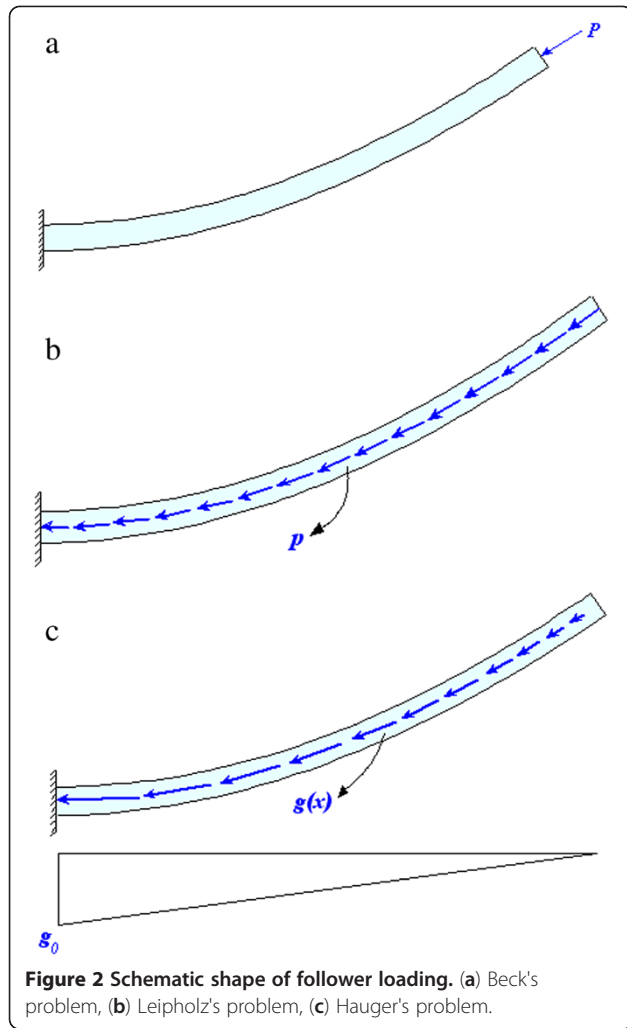 a
p
b
p
c
g(x)
g₀
Figure 2 Schematic shape of follower loading. (a) Beck's
problem, (b) Leipholz's problem, (c) Hauger's problem.